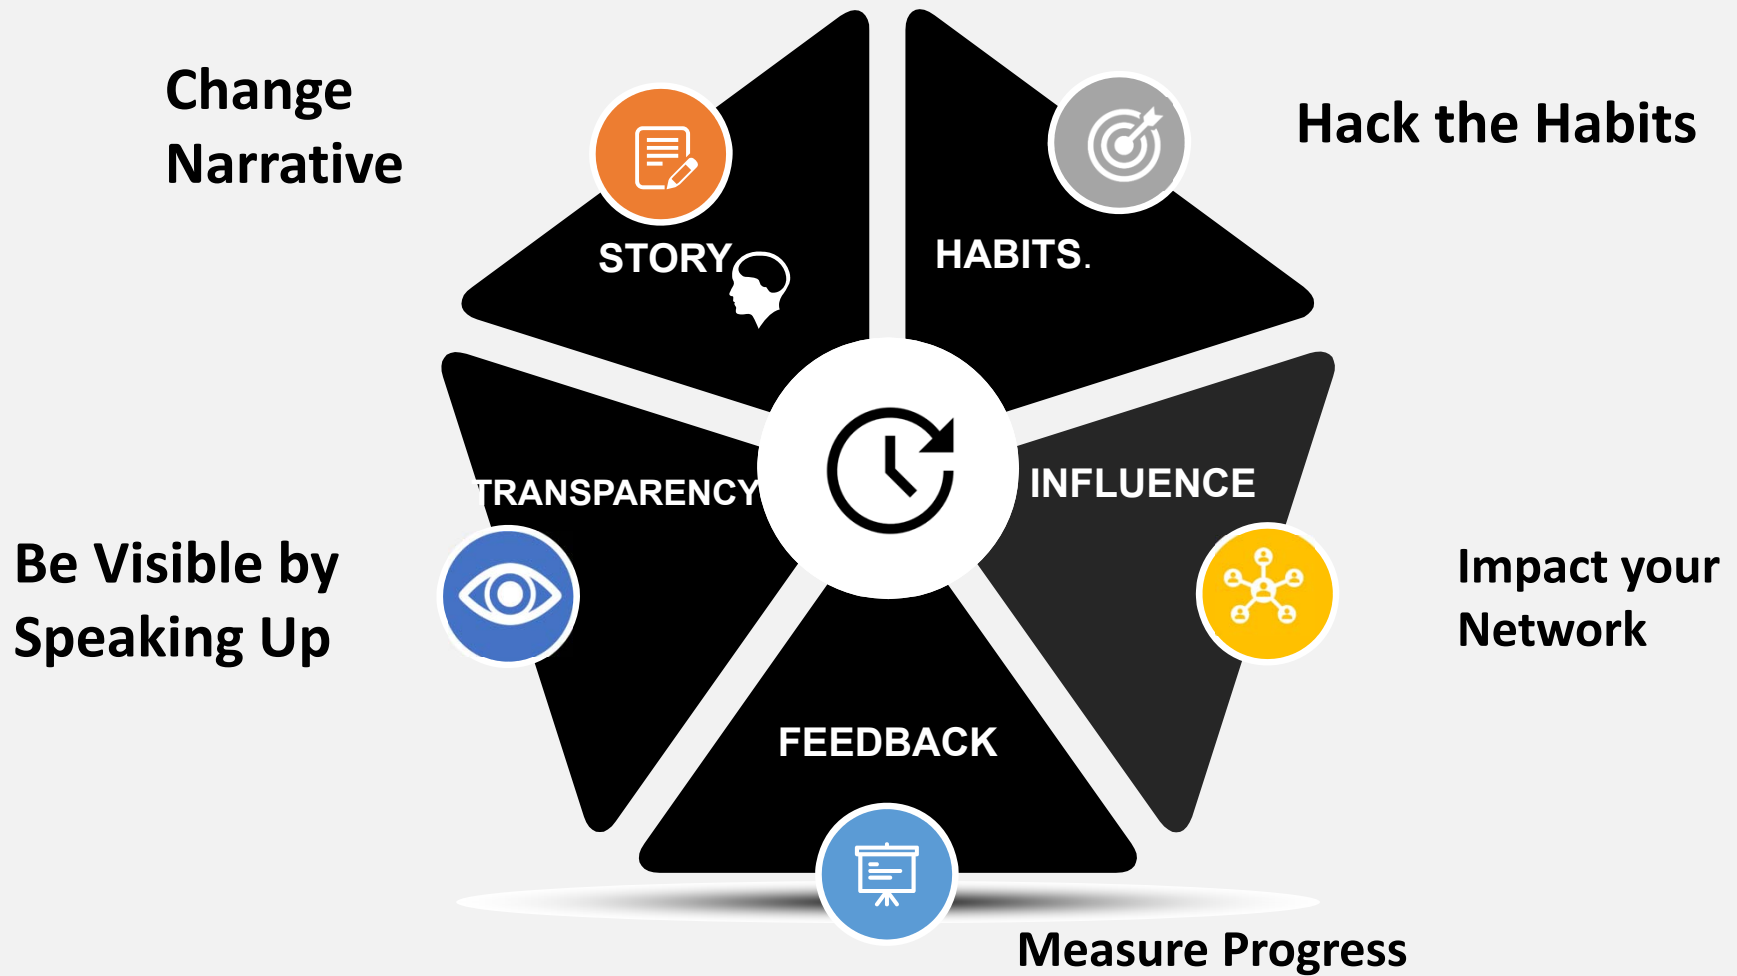 Change
Narrative
Hack the Habits
STORY
HABITS.
TRANSPARENCY
INFLUENCE
Be Visible by
Speaking Up
Impact your
Network
FEEDBACK
Measure Progress